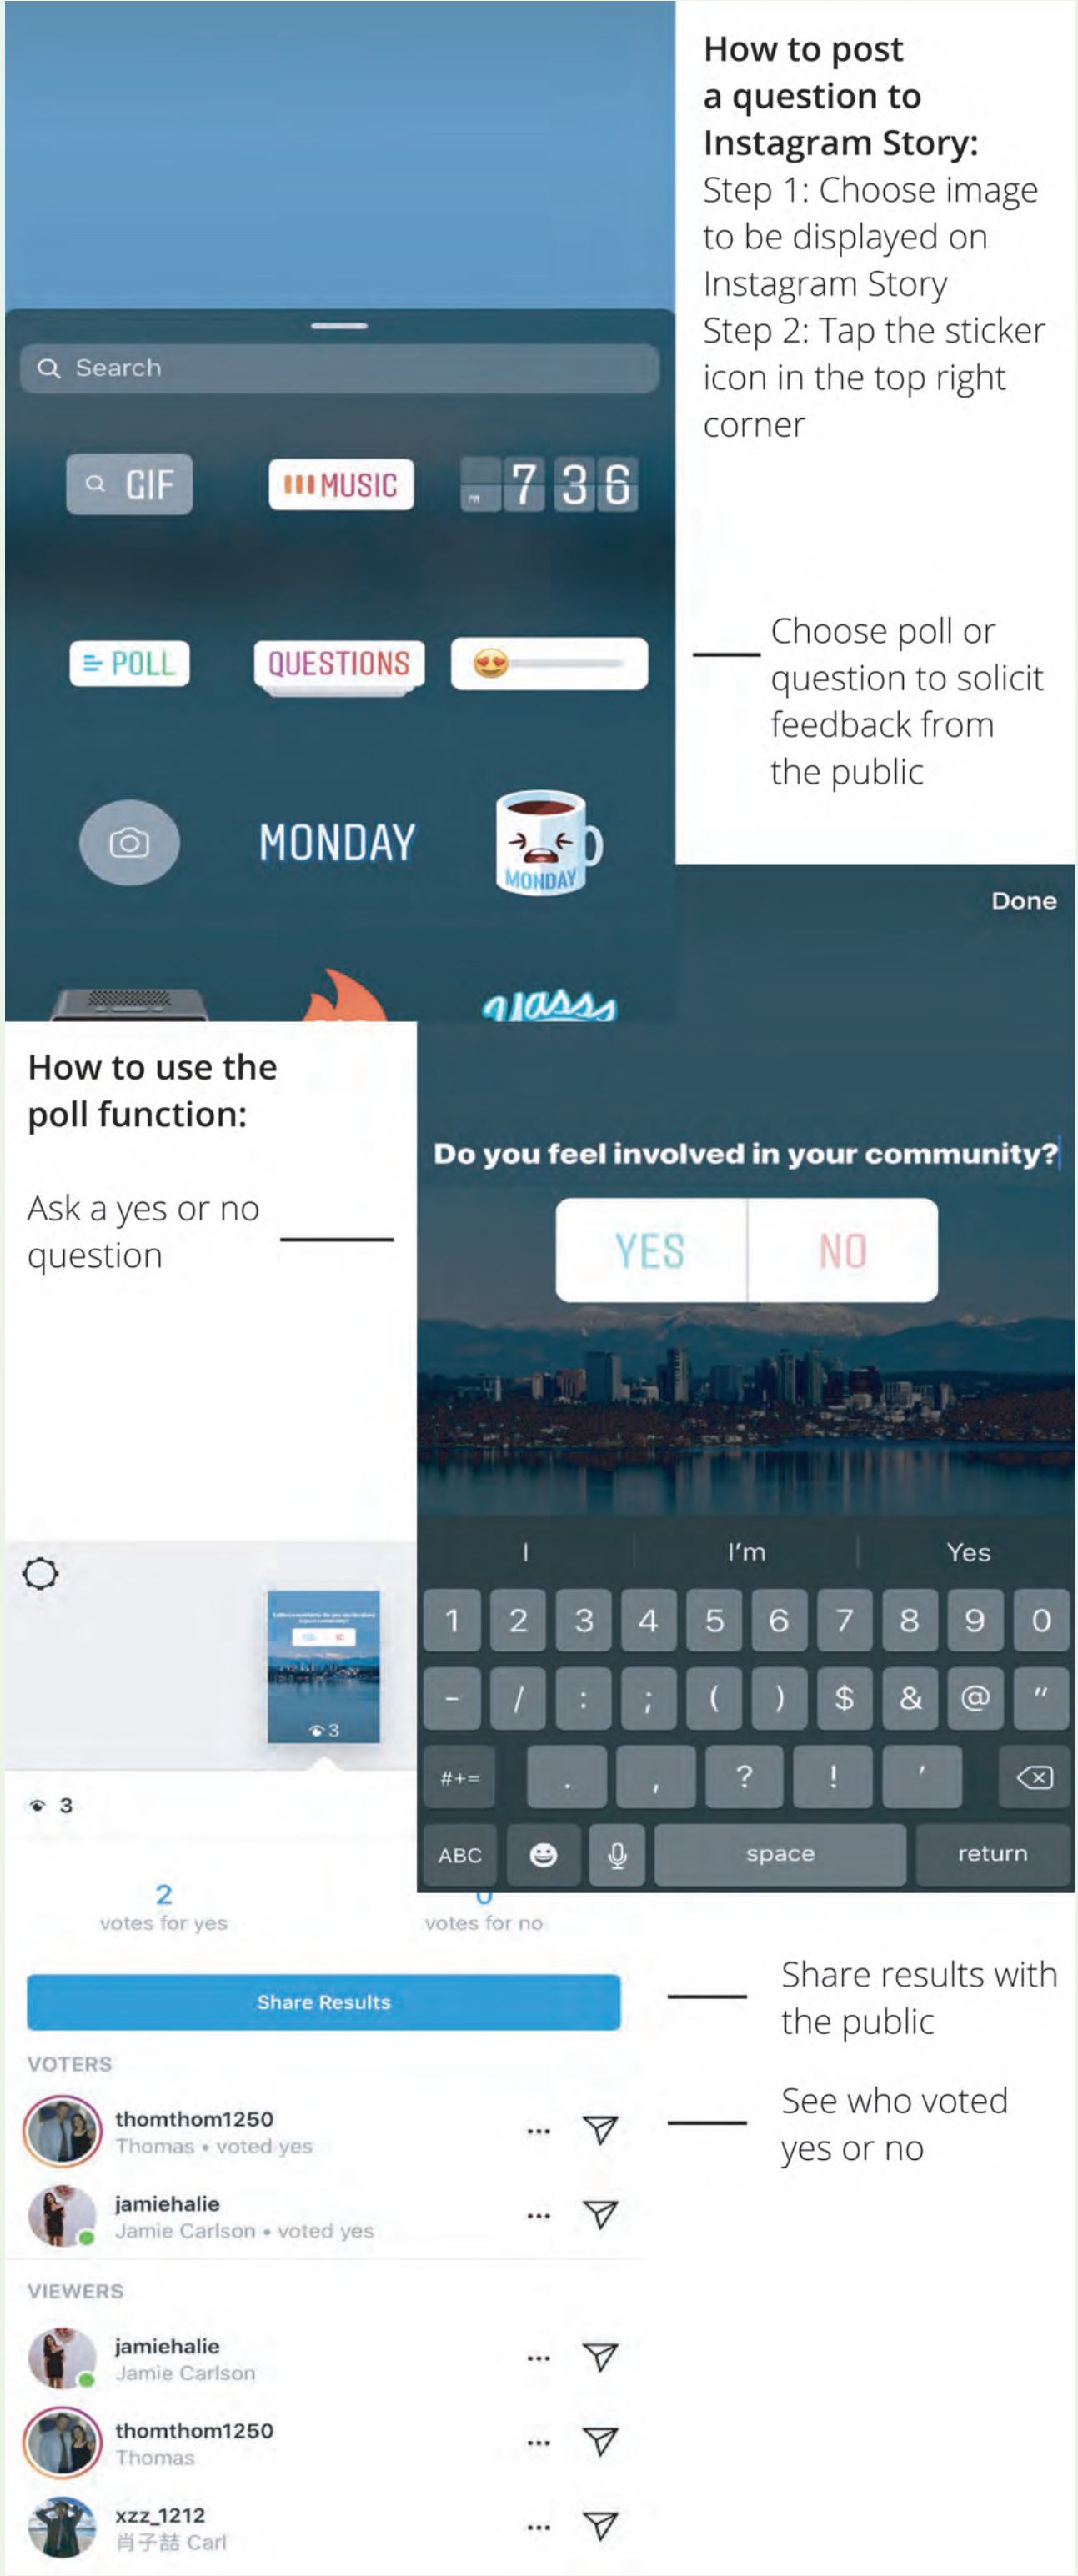 How to post
a question to
Instagram Story:
Step 1: Choose image
to be displayed on
Instagram Story
Step 2: Tap the sticker
icon in the top right
corner
Search
GIF
MUSIC
PM 7 36
POLL
QUESTIONS
Choose poll or
question to solicit
feedback from
the public
MONDAY
MONDAY
yasss
Done
How to use the
poll function:
Ask a yes or no
question
Do you feel involved in your community?
YES NO
I I'm Yes
1 2 3 4 5 6 7 8 9 0
- / : ; ( ) $ & @ "
#+= . , ? ! '
ABC space return
YES NO
3
3
2
votes for yes
0
votes for no
Share Results
Share results with
the public
VOTERS
thomthom1250
Thomas • voted yes
See who voted
yes or no
jamiehalie
Jamie Carlson • voted yes
VIEWERS
jamiehalie
Jamie Carlson
thomthom1250
Thomas
xzz_1212
肖子喆 Carl